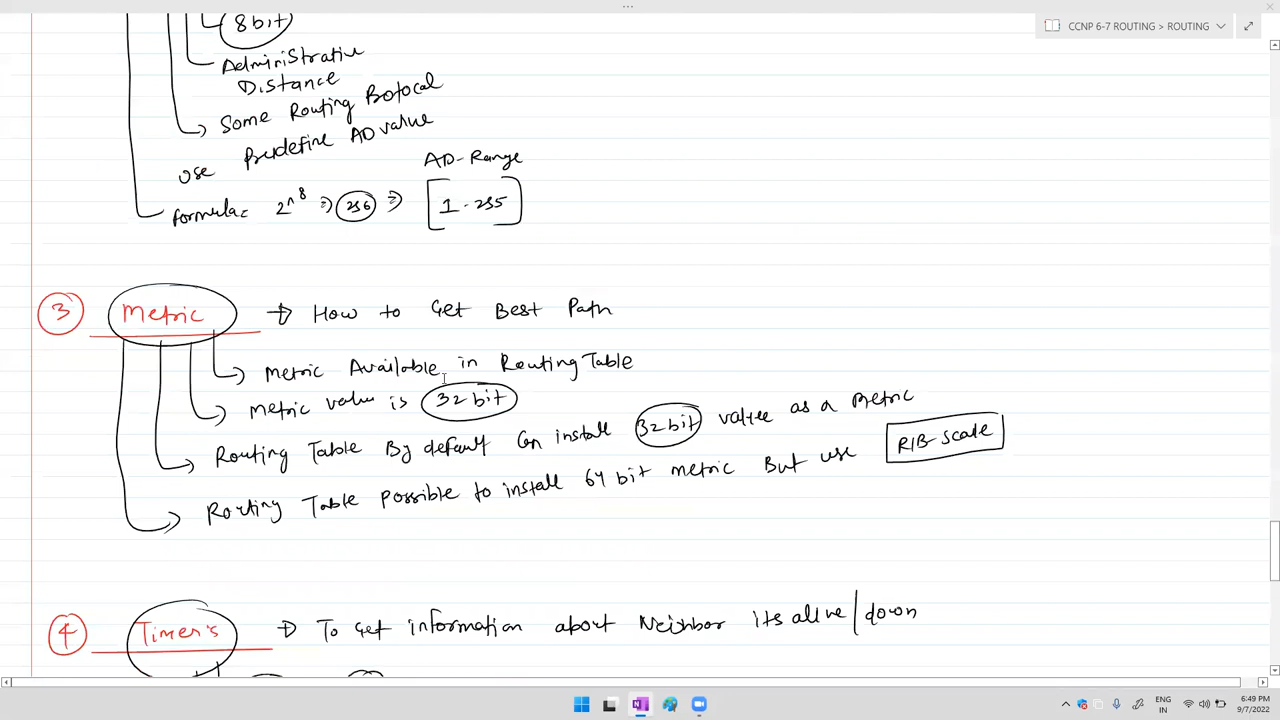 CCNP 6-7 ROUTING > ROUTING
8bit
Administrative
Distance
Some Routing Protocal
use Predefine AD value
AD-Range
formula: 2^8 => 256 => [1-255]
3 Metric → How to Get Best Path
Metric Available in Routing Table
Metric value is 32 bit
Routing Table By default Can install 32 bit value as a Metric
Routing Table possible to install 64 bit metric But use RIB-scale
4 Timer's → To Get information about Neighbor its alive/down
ENG
IN
6:49 PM
9/7/2022